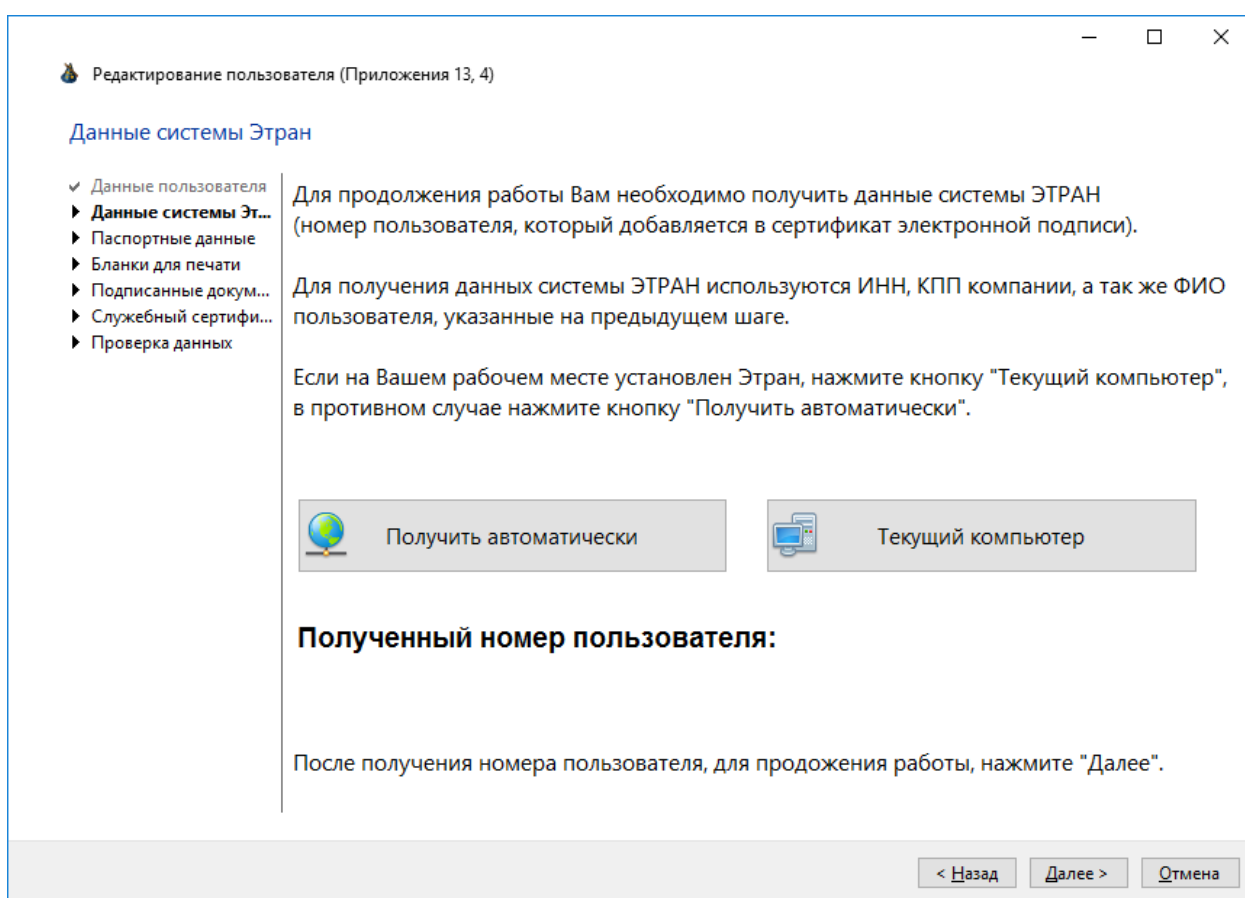 Редактирование пользователя (Приложения 13, 4)
Данные системы Этран
Данные пользователя
Данные системы Эт...
Паспортные данные
Бланки для печати
Подписанные докум...
Служебный сертифи...
Проверка данных
Для продолжения работы Вам необходимо получить данные системы ЭТРАН
(номер пользователя, который добавляется в сертификат электронной подписи).
Для получения данных системы ЭТРАН используются ИНН, КПП компании, а так же ФИО
пользователя, указанные на предыдущем шаге.
Если на Вашем рабочем месте установлен Этран, нажмите кнопку "Текущий компьютер",
в противном случае нажмите кнопку "Получить автоматически".
Получить автоматически
Текущий компьютер
Полученный номер пользователя:
После получения номера пользователя, для продожения работы, нажмите "Далее".
< Назад
Далее >
Отмена